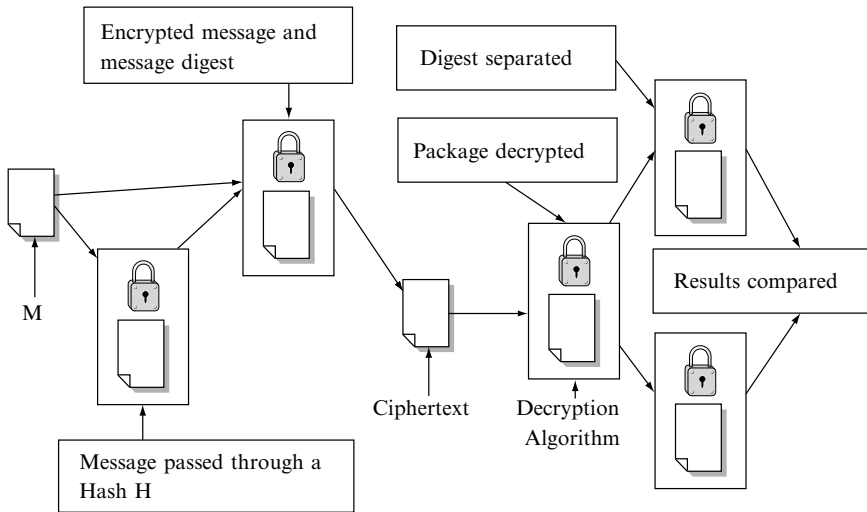 Encrypted message and
message digest
Digest separated
Package decrypted
Results compared
M
Ciphertext
Decryption
Algorithm
Message passed through a
Hash H